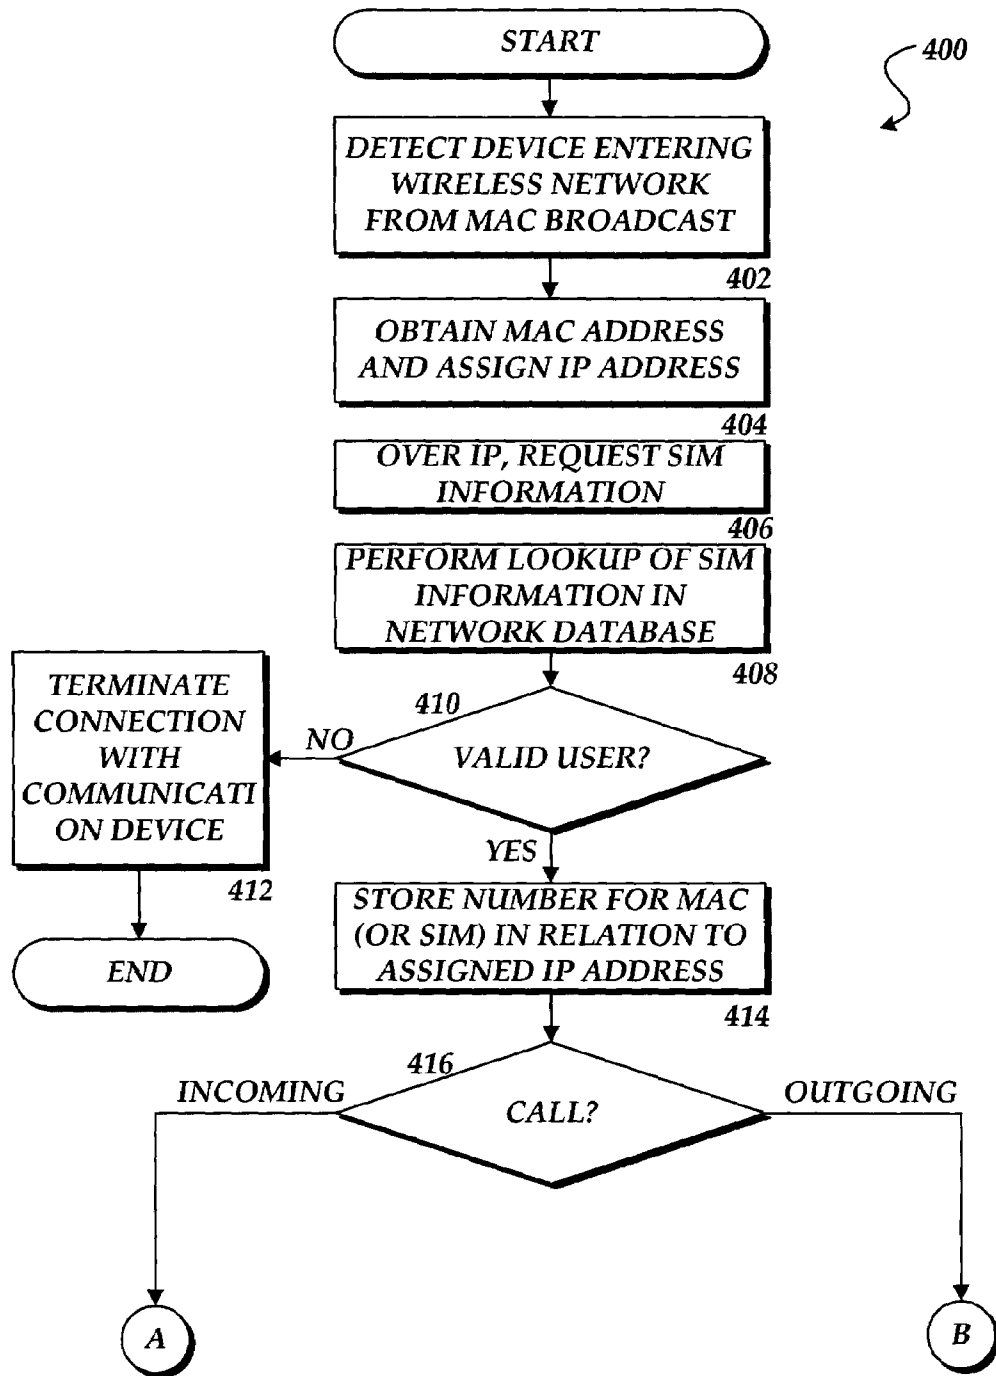 START
400
DETECT DEVICE ENTERING
WIRELESS NETWORK
FROM MAC BROADCAST
402
OBTAIN MAC ADDRESS
AND ASSIGN IP ADDRESS
404
OVER IP, REQUEST SIM
INFORMATION
406
PERFORM LOOKUP OF SIM
INFORMATION IN
NETWORK DATABASE
408
410
VALID USER?
NO
TERMINATE
CONNECTION
WITH
COMMUNICATI
ON DEVICE
412
END
YES
STORE NUMBER FOR MAC
(OR SIM) IN RELATION TO
ASSIGNED IP ADDRESS
414
416
CALL?
INCOMING
OUTGOING
A
B